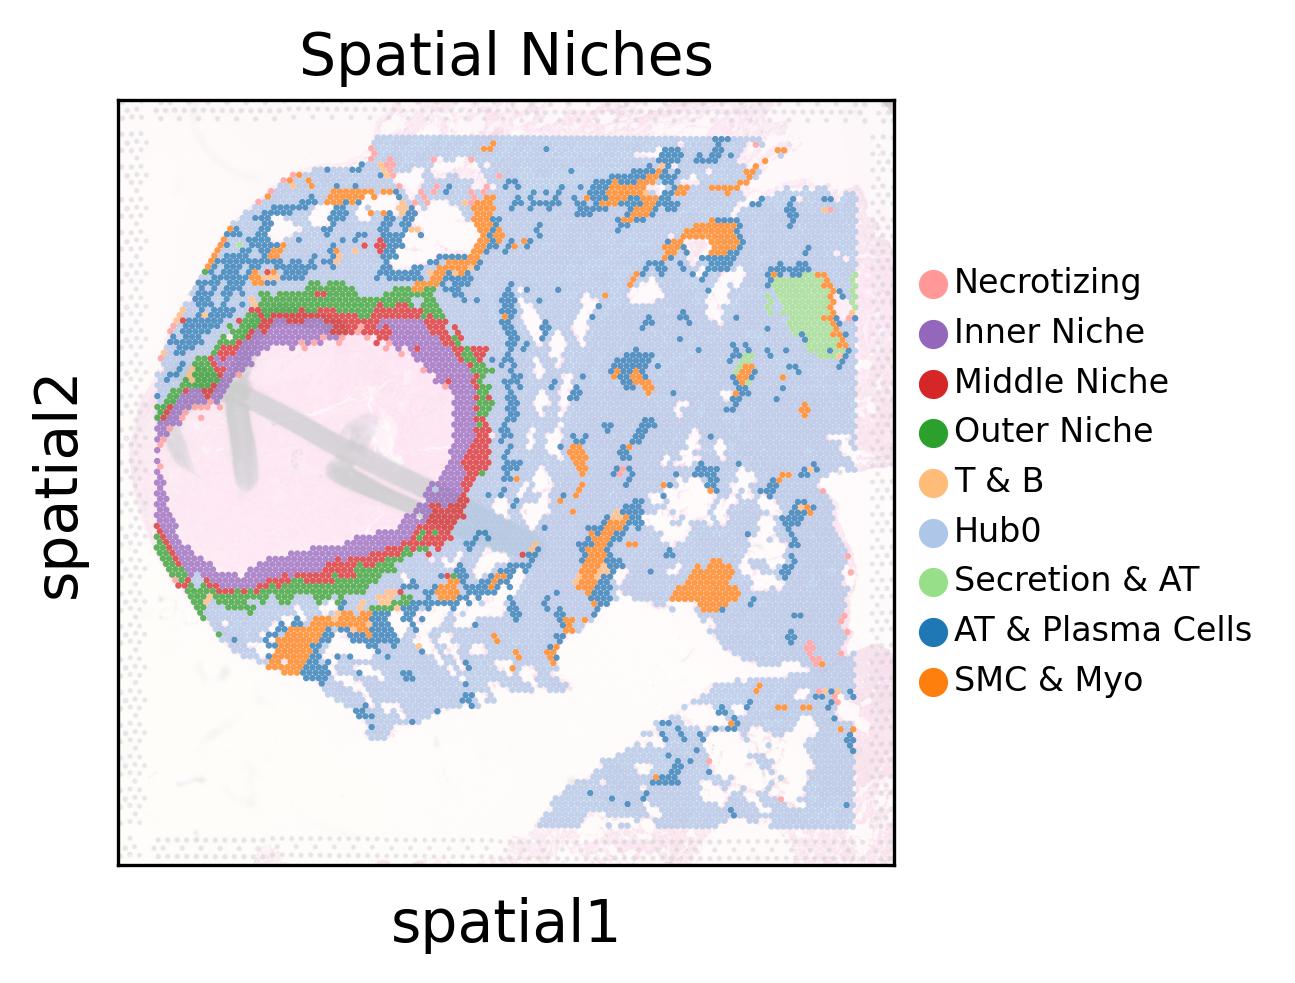 Spatial Niches
spatial2
spatial1
Necrotizing
Inner Niche
Middle Niche
Outer Niche
T & B
Hub0
Secretion & AT
AT & Plasma Cells
SMC & Myo